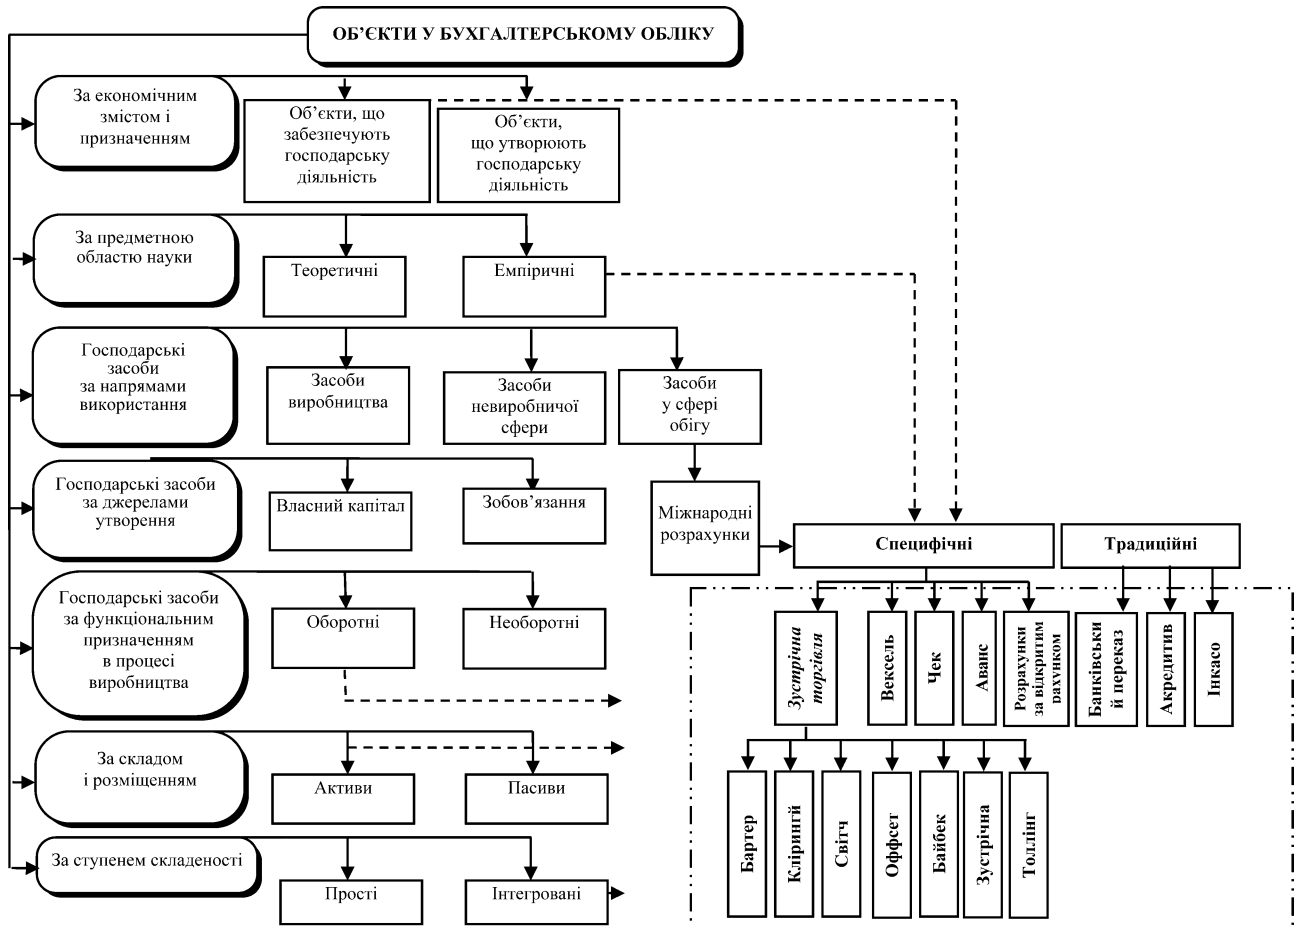 ОБ’ЄКТИ У БУХГАЛТЕРСЬКОМУ ОБЛІКУ
За економічним
змістом і
призначенням
Об’єкти, що
забезпечують
господарську
діяльність
Об’єкти,
що утворюють
господарську
діяльність
За предметною
областю науки
Теоретичні
Емпіричні
Господарські
засоби
за напрямами
використання
Засоби
виробництва
Засоби
невиробничої
сфери
Засоби
у сфері
обігу
Господарські засоби
за джерелами
утворення
Власний капітал
Зобов’язання
Міжнародні
розрахунки
Специфічні
Традиційні
Господарські засоби
за функціональним
призначенням
в процесі
виробництва
Оборотні
Необоротні
Зустрічна
торгівля
Вексель
Чек
Аванс
Розрахунки
за відкритим
рахунком
Банківськи
й переказ
Акредитив
Інкасо
За складом
і розміщенням
Активи
Пасиви
Бартер
Кліринґй
Світч
Оффсет
Байбек
Зустрічна
Толлінг
За ступенем складеності
Прості
Інтегровані